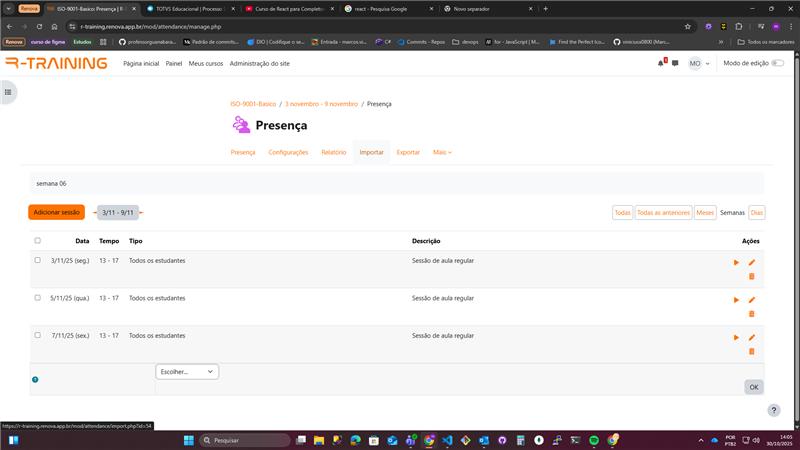 Renova
ISO-9001-Basico: Presença | R
TOTVS Educacional | Processo S
Curso de React para Completos
react - Pesquisa Google
Novo separador
r-training.renova.app.br/mod/attendance/manage.php
Renova
curso de figma
Estudos
professorguanabara...
Padrão de commits...
DIO | Codifique o se...
Entrada - marcos.vi...
Commits · Repos
devops
for - JavaScript | M...
Find the Perfect Ico...
vinicusx0800 (Marc...
Todos os marcadores
R-TRAINING
Página inicial
Painel
Meus cursos
Administração do site
MO
Modo de edição
ISO-9001-Basico / 3 novembro - 9 novembro / Presença
Presença
Presença
Configurações
Relatório
Importar
Exportar
Mais
semana 06
Adicionar sessão
3/11 - 9/11
Todas
Todas as anteriores
Meses
Semanas
Dias
Data Tempo Tipo Descrição Ações
3/11/25 (seg.) 13 - 17 Todos os estudantes Sessão de aula regular
5/11/25 (qua.) 13 - 17 Todos os estudantes Sessão de aula regular
7/11/25 (sex.) 13 - 17 Todos os estudantes Sessão de aula regular
Escolher...
OK
?
https://r-training.renova.app.br/mod/attendance/import.php?id=54
Pesquisar
POR
PTB2
14:05
30/10/2025